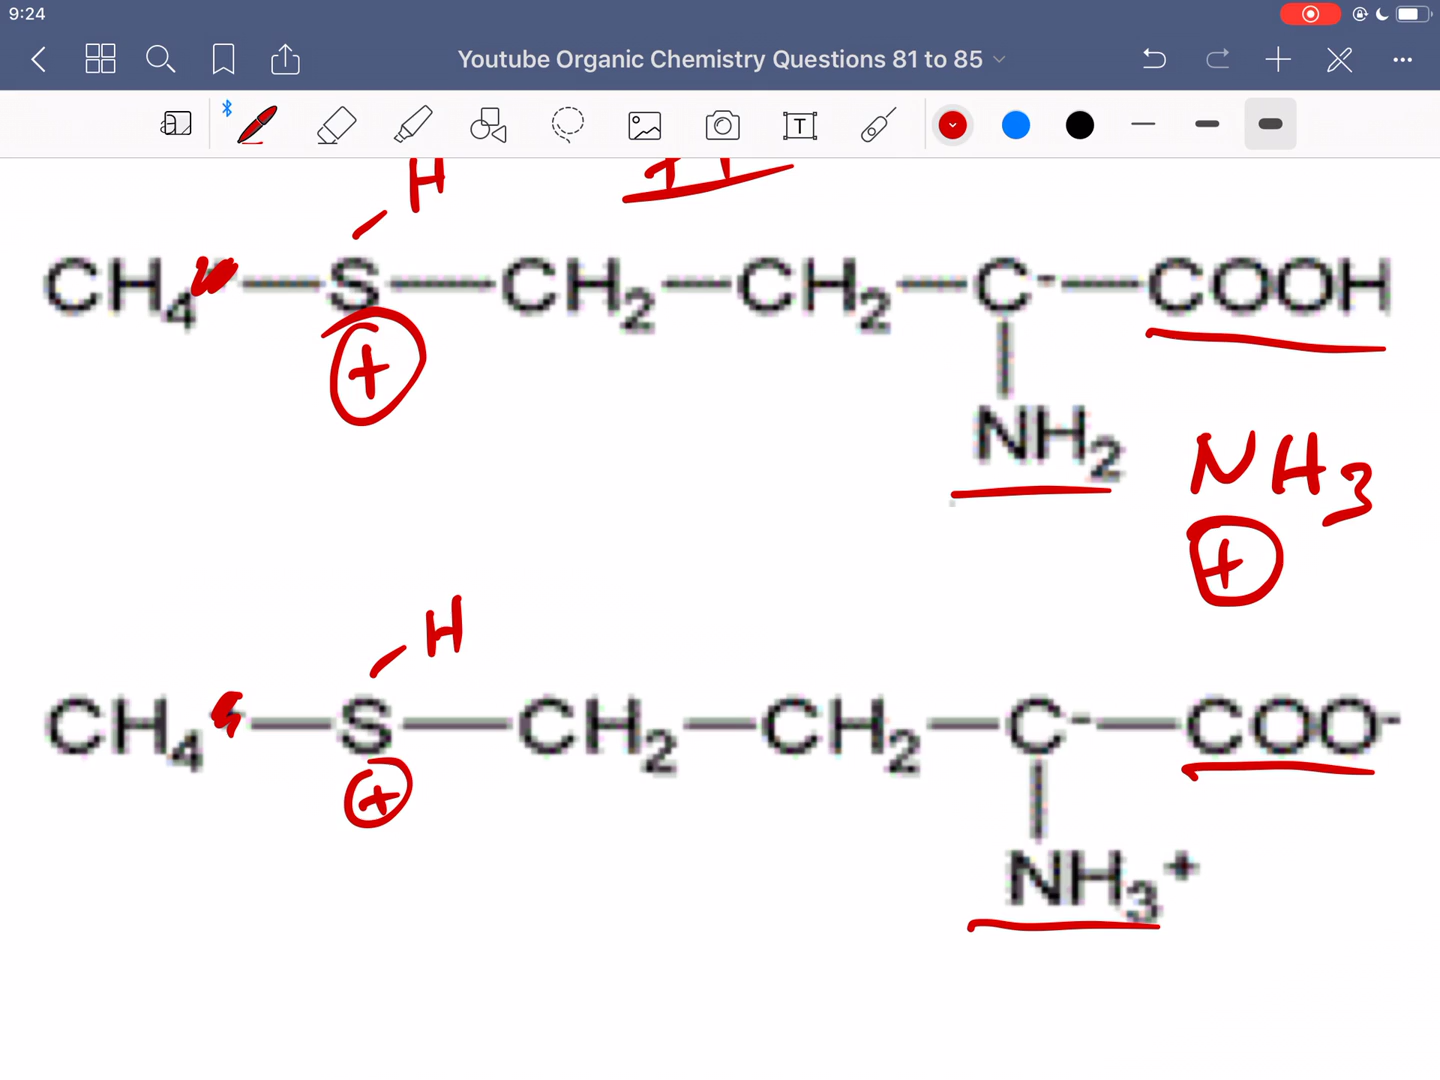 9:24
Youtube Organic Chemistry Questions 81 to 85
T
H
CH₄—S—CH₂—CH₂—C⁻—COOH
+
NH₂
NH₃
+
H
CH₄—S—CH₂—CH₂—C⁻—COO⁻
+
NH₃⁺